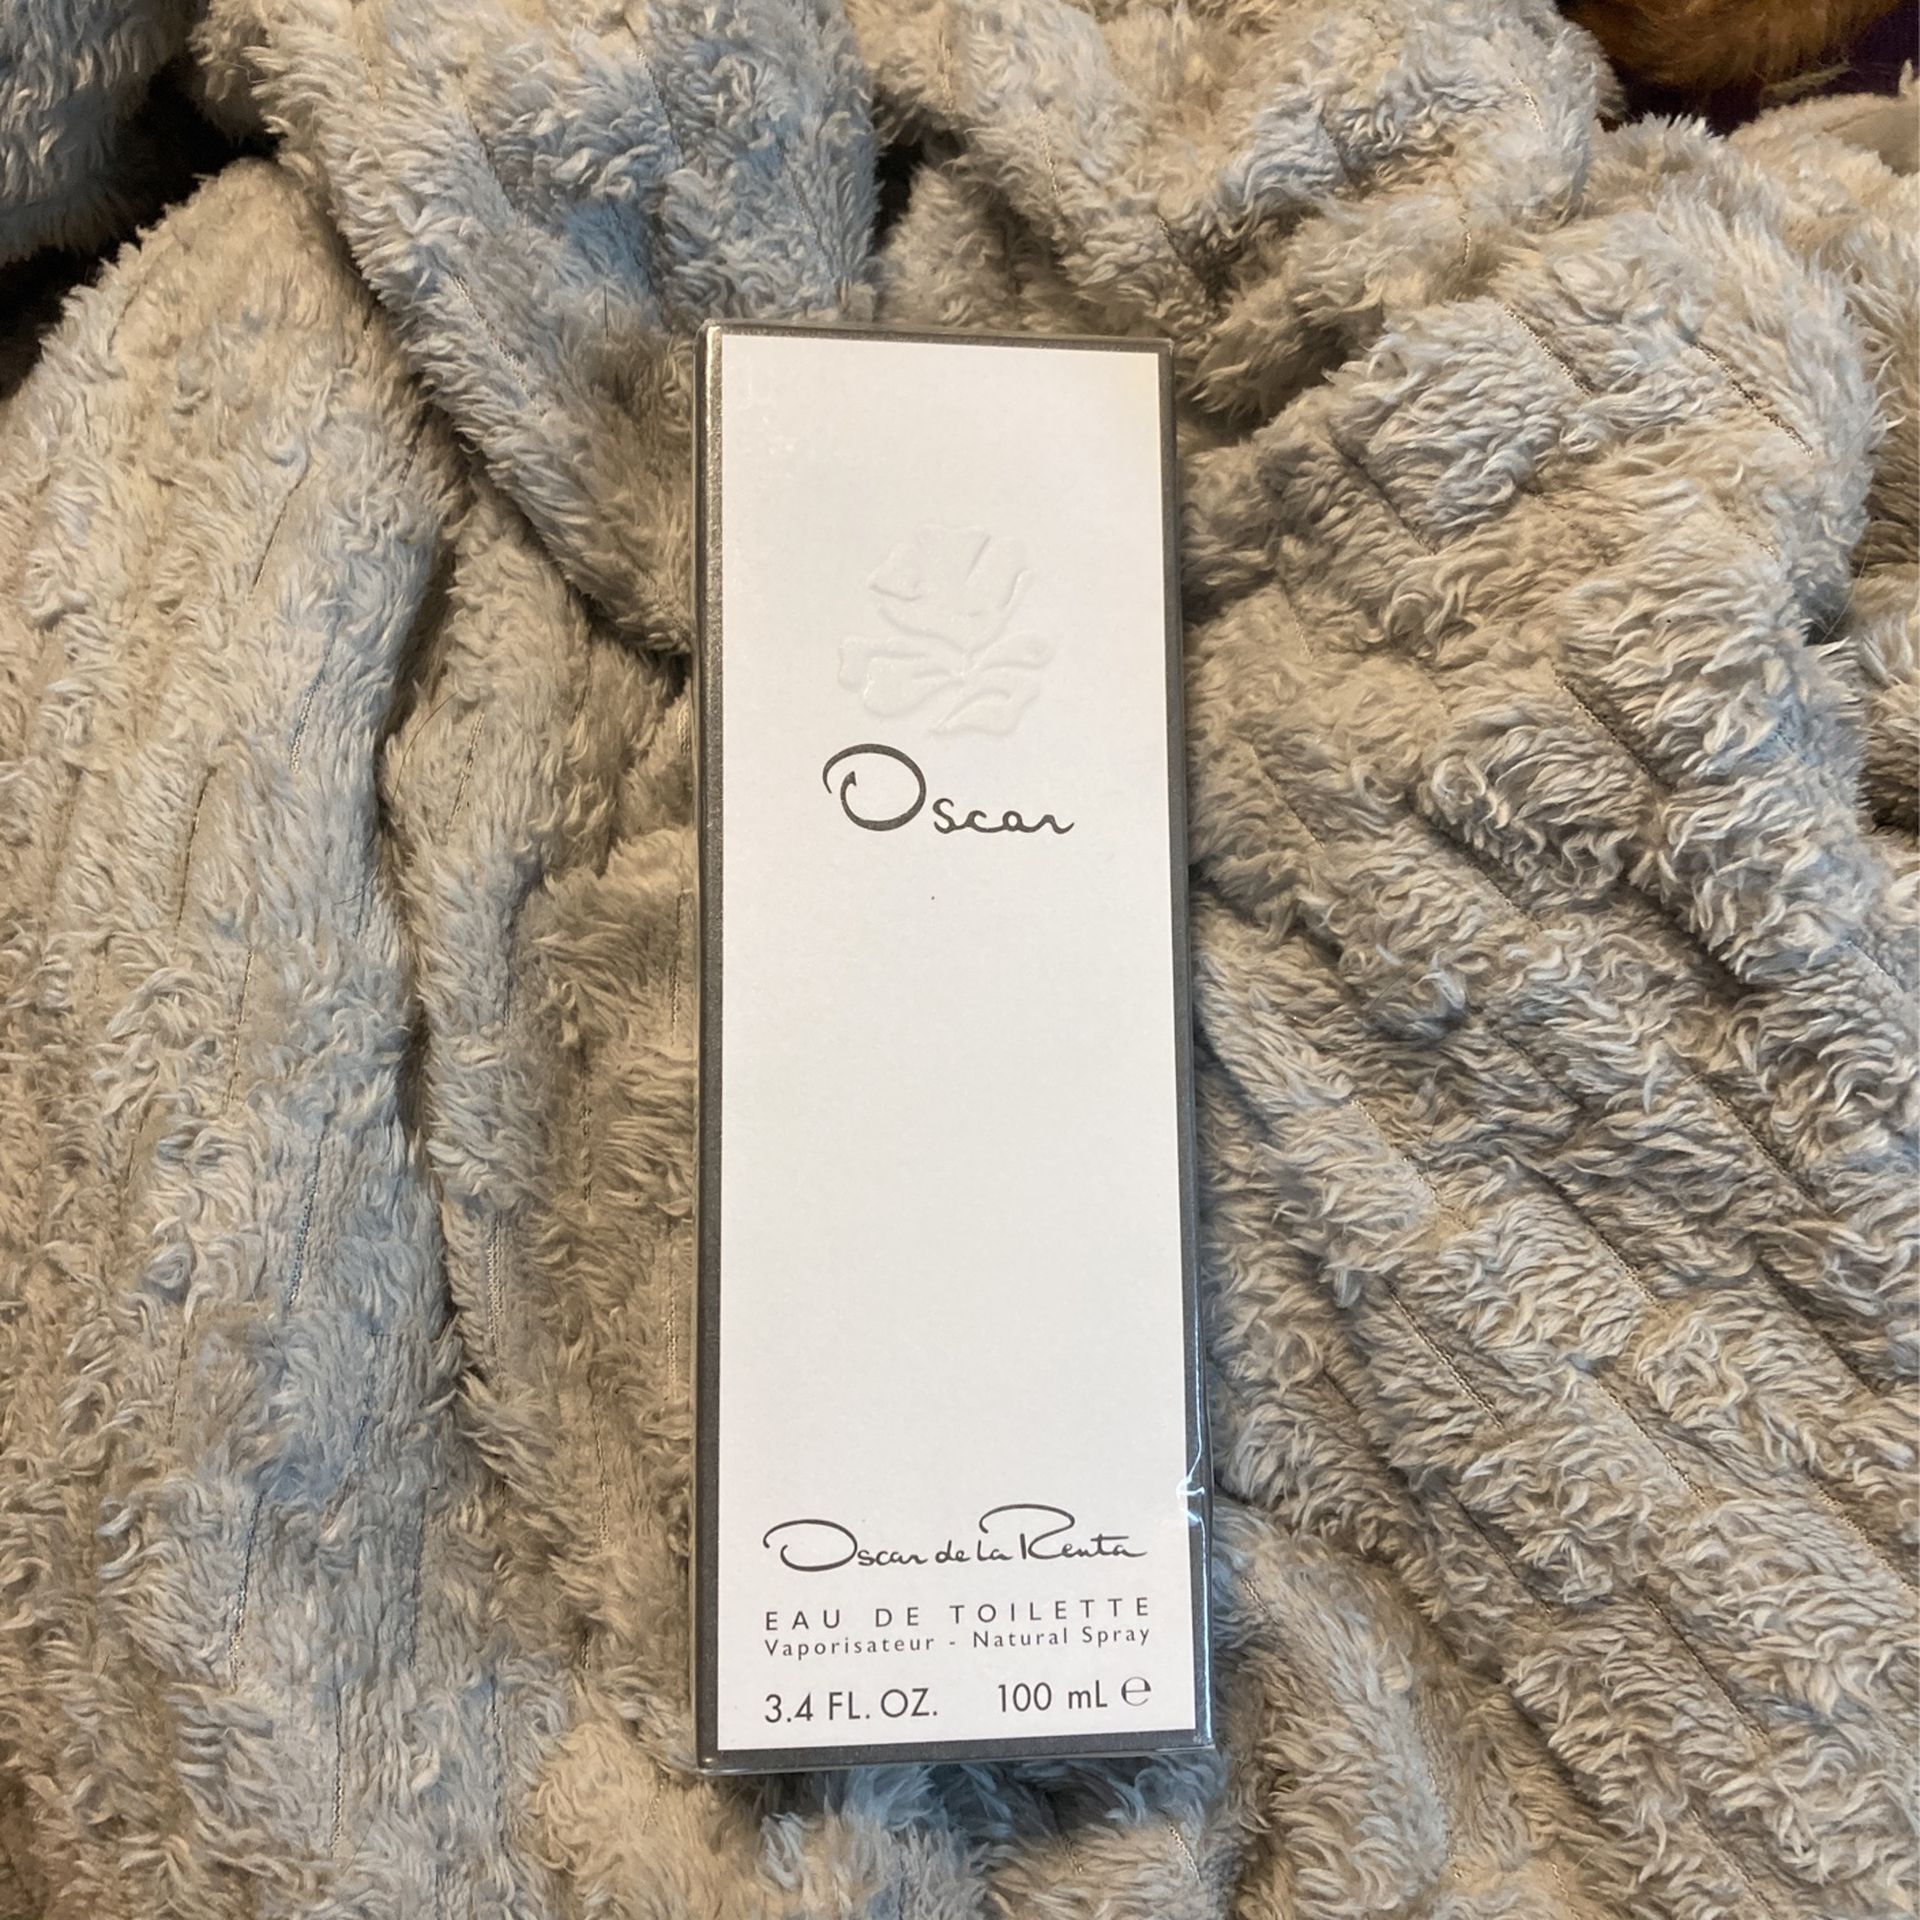 Oscar
Oscar de la Renta
EAU DE TOILETTE
Vaporisateur - Natural Spray
3.4 FL. OZ. 100 mL ℮